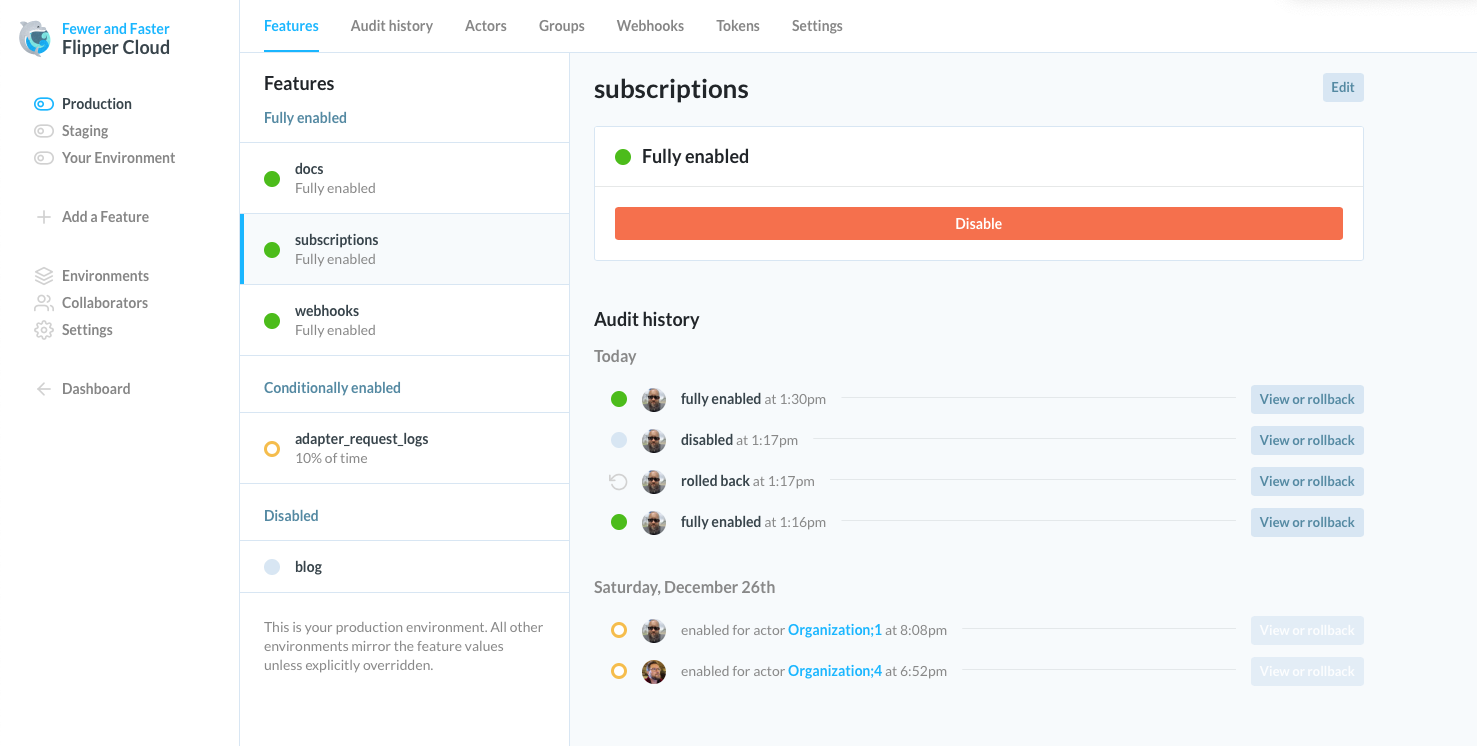 Fewer and Faster
Flipper Cloud
Production
Staging
Your Environment
Add a Feature
Environments
Collaborators
Settings
Dashboard
Features Audit history Actors Groups Webhooks Tokens Settings
Features
Fully enabled
docs
Fully enabled
subscriptions
Fully enabled
webhooks
Fully enabled
Conditionally enabled
adapter_request_logs
10% of time
Disabled
blog
This is your production environment. All other
environments mirror the feature values
unless explicitly overridden.
subscriptions
Edit
Fully enabled
Disable
Audit history
Today
fully enabled at 1:30pm View or rollback
disabled at 1:17pm View or rollback
rolled back at 1:17pm View or rollback
fully enabled at 1:16pm View or rollback
Saturday, December 26th
enabled for actor Organization;1 at 8:08pm View or rollback
enabled for actor Organization;4 at 6:52pm View or rollback